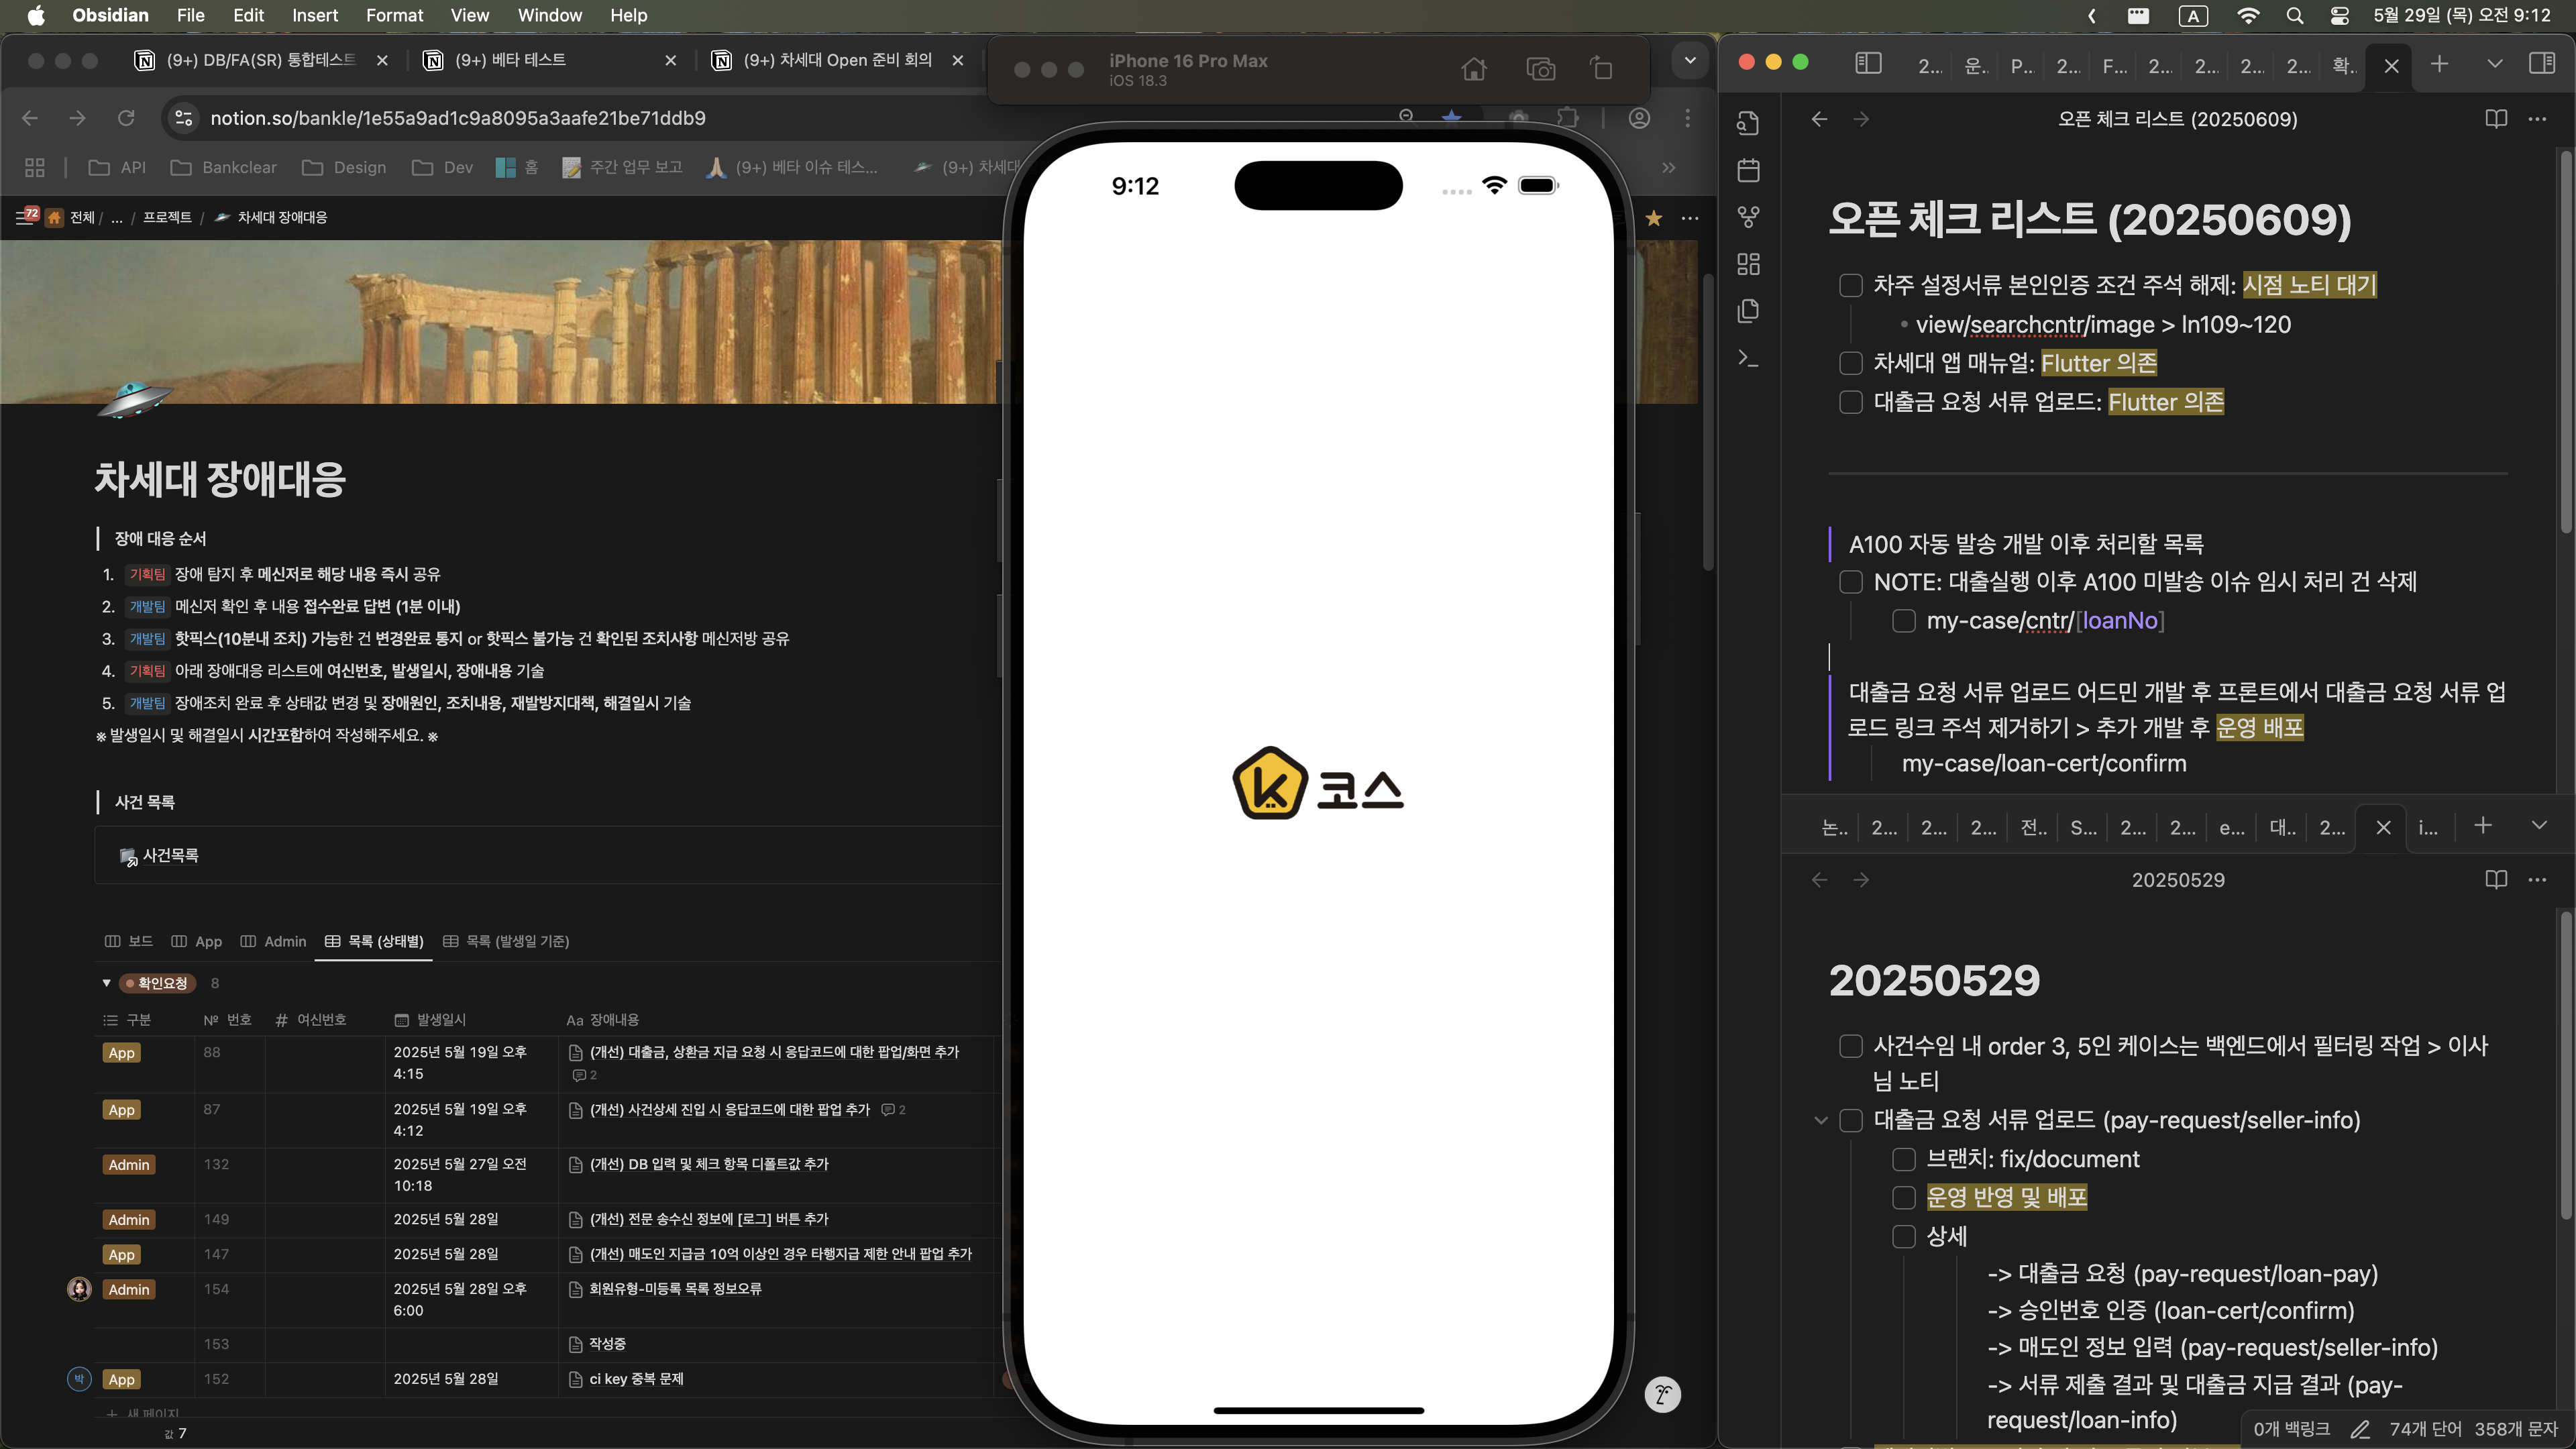 Obsidian File Edit Insert Format View Window Help
A 5월 29일 (목) 오전 9:12
(9+) DB/FA(SR) 통합테스트
(9+) 베타 테스트
(9+) 차세대 Open 준비 회의
notion.so/bankle/1e55a9ad1c9a8095a3aafe21be71ddb9
API Bankclear Design Dev 홈 주간 업무 보고 (9+) 베타 이슈 테스... (9+) 차세대
72 전체 / ... / 프로젝트 / 차세대 장애대응
차세대 장애대응
장애 대응 순서
1. 기획팀 장애 탐지 후 메신저로 해당 내용 즉시 공유
2. 개발팀 메신저 확인 후 내용 접수완료 답변 (1분 이내)
3. 개발팀 핫픽스(10분내 조치) 가능한 건 변경완료 통지 or 핫픽스 불가능 건 확인된 조치사항 메신저방 공유
4. 기획팀 아래 장애대응 리스트에 여신번호, 발생일시, 장애내용 기술
5. 개발팀 장애조치 완료 후 상태값 변경 및 장애원인, 조치내용, 재발방지대책, 해결일시 기술
※ 발생일시 및 해결일시 시간포함하여 작성해주세요. ※
사건 목록
사건목록
보드 App Admin 목록 (상태별) 목록 (발생일 기준)
확인요청 8
구분 Nº 번호 # 여신번호 발생일시 Aa 장애내용
App 88 2025년 5월 19일 오후 (개선) 대출금, 상환금 지급 요청 시 응답코드에 대한 팝업/화면 추가
4:15 2
App 87 2025년 5월 19일 오후 (개선) 사건상세 진입 시 응답코드에 대한 팝업 추가 2
4:12
Admin 132 2025년 5월 27일 오전 (개선) DB 입력 및 체크 항목 디폴트값 추가
10:18
Admin 149 2025년 5월 28일 (개선) 전문 송수신 정보에 [로그] 버튼 추가
App 147 2025년 5월 28일 (개선) 매도인 지급금 10억 이상인 경우 타행지급 제한 안내 팝업 추가
Admin 154 2025년 5월 28일 오후 회원유형-미등록 목록 정보오류
6:00
153 작성중
박 App 152 2025년 5월 28일 ci key 중복 문제
+ 새 페이지
값 7
iPhone 16 Pro Max
iOS 18.3
9:12
k 코스
2... 운.. P... 2... F... 2... 2... 2... 2... 확..
오픈 체크 리스트 (20250609)
오픈 체크 리스트 (20250609)
차주 설정서류 본인인증 조건 주석 해제: 시점 노티 대기
view/searchcntr/image > ln109~120
차세대 앱 매뉴얼: Flutter 의존
대출금 요청 서류 업로드: Flutter 의존
A100 자동 발송 개발 이후 처리할 목록
NOTE: 대출실행 이후 A100 미발송 이슈 임시 처리 건 삭제
my-case/cntr/[loanNo]
대출금 요청 서류 업로드 어드민 개발 후 프론트에서 대출금 요청 서류 업
로드 링크 주석 제거하기 > 추가 개발 후 운영 배포
my-case/loan-cert/confirm
논.. 2... 2... 2... 전.. S... 2... 2... e... 대.. 2... i...
20250529
20250529
사건수임 내 order 3, 5인 케이스는 백엔드에서 필터링 작업 > 이사
님 노티
대출금 요청 서류 업로드 (pay-request/seller-info)
브랜치: fix/document
운영 반영 및 배포
상세
-> 대출금 요청 (pay-request/loan-pay)
-> 승인번호 인증 (loan-cert/confirm)
-> 매도인 정보 입력 (pay-request/seller-info)
-> 서류 제출 결과 및 대출금 지급 결과 (pay-
request/loan-info)
0개 백링크 74개 단어 358개 문자